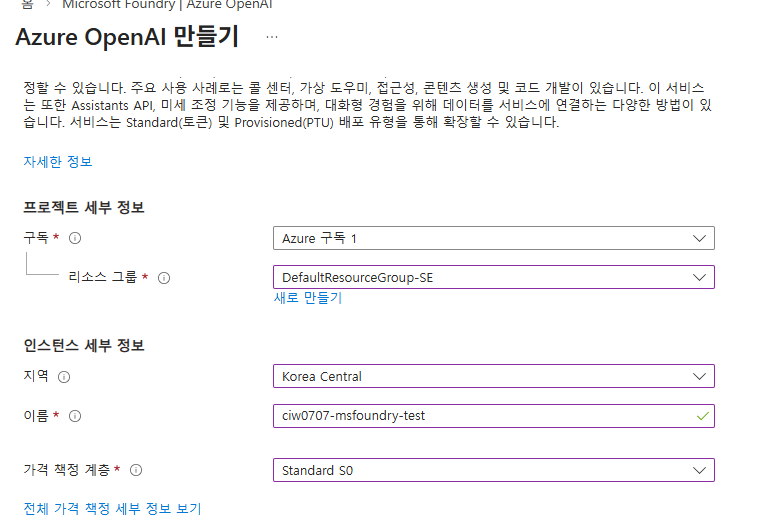 홈 > Microsoft Foundry | Azure OpenAI
Azure OpenAI 만들기 ...
정할 수 있습니다. 주요 사용 사례로는 콜 센터, 가상 도우미, 접근성, 콘텐츠 생성 및 코드 개발이 있습니다. 이 서비스
는 또한 Assistants API, 미세 조정 기능을 제공하며, 대화형 경험을 위해 데이터를 서비스에 연결하는 다양한 방법이 있
습니다. 서비스는 Standard(토큰) 및 Provisioned(PTU) 배포 유형을 통해 확장할 수 있습니다.
자세한 정보
프로젝트 세부 정보
구독 * Azure 구독 1
리소스 그룹 * DefaultResourceGroup-SE
새로 만들기
인스턴스 세부 정보
지역 Korea Central
이름 * ciw0707-msfoundry-test
가격 책정 계층 * Standard S0
전체 가격 책정 세부 정보 보기